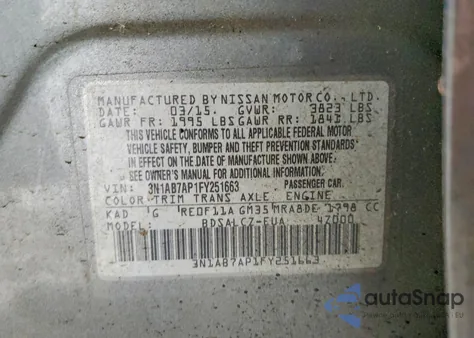 MANUFACTURED BY NISSAN MOTOR CO., LTD.
DATE: 03/15. GVWR: 3823 LBS
GAWR FR: 1995 LBS GAWR RR: 1841 LBS
THIS VEHICLE CONFORMS TO ALL APPLICABLE FEDERAL MOTOR
VEHICLE SAFETY, BUMPER AND THEFT PREVENTION STANDARDS
IN EFFECT ON THE DATE OF MANUFACTURE SHOWN ABOVE.
SEE OWNER'S MANUAL FOR ADDITIONAL INFORMATION.
VIN: 3N1AB7AP1FY251663 PASSENGER CAR.
COLOR TRIM TRANS AXLE ENGINE
KAD G RE0F11A GM35 MRA8DE 1798 CC
MODEL: BDSALCZ-EUA 4Z000
3N1AB7AP1FY251663
autoSnap